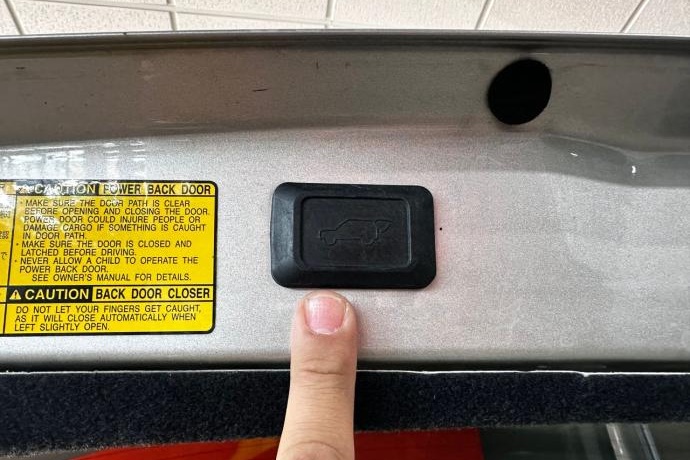 ⚠ CAUTION POWER BACK DOOR
· MAKE SURE THE DOOR PATH IS CLEAR
BEFORE OPENING AND CLOSING THE DOOR.
POWER DOOR COULD INJURE PEOPLE OR
DAMAGE CARGO IF SOMETHING IS CAUGHT
IN DOOR PATH.
· MAKE SURE THE DOOR IS CLOSED AND
LATCHED BEFORE DRIVING.
· NEVER ALLOW A CHILD TO OPERATE THE
POWER BACK DOOR.
SEE OWNER'S MANUAL FOR DETAILS.
⚠ CAUTION BACK DOOR CLOSER
DO NOT LET YOUR FINGERS GET CAUGHT,
AS IT WILL CLOSE AUTOMATICALLY WHEN
LEFT SLIGHTLY OPEN.